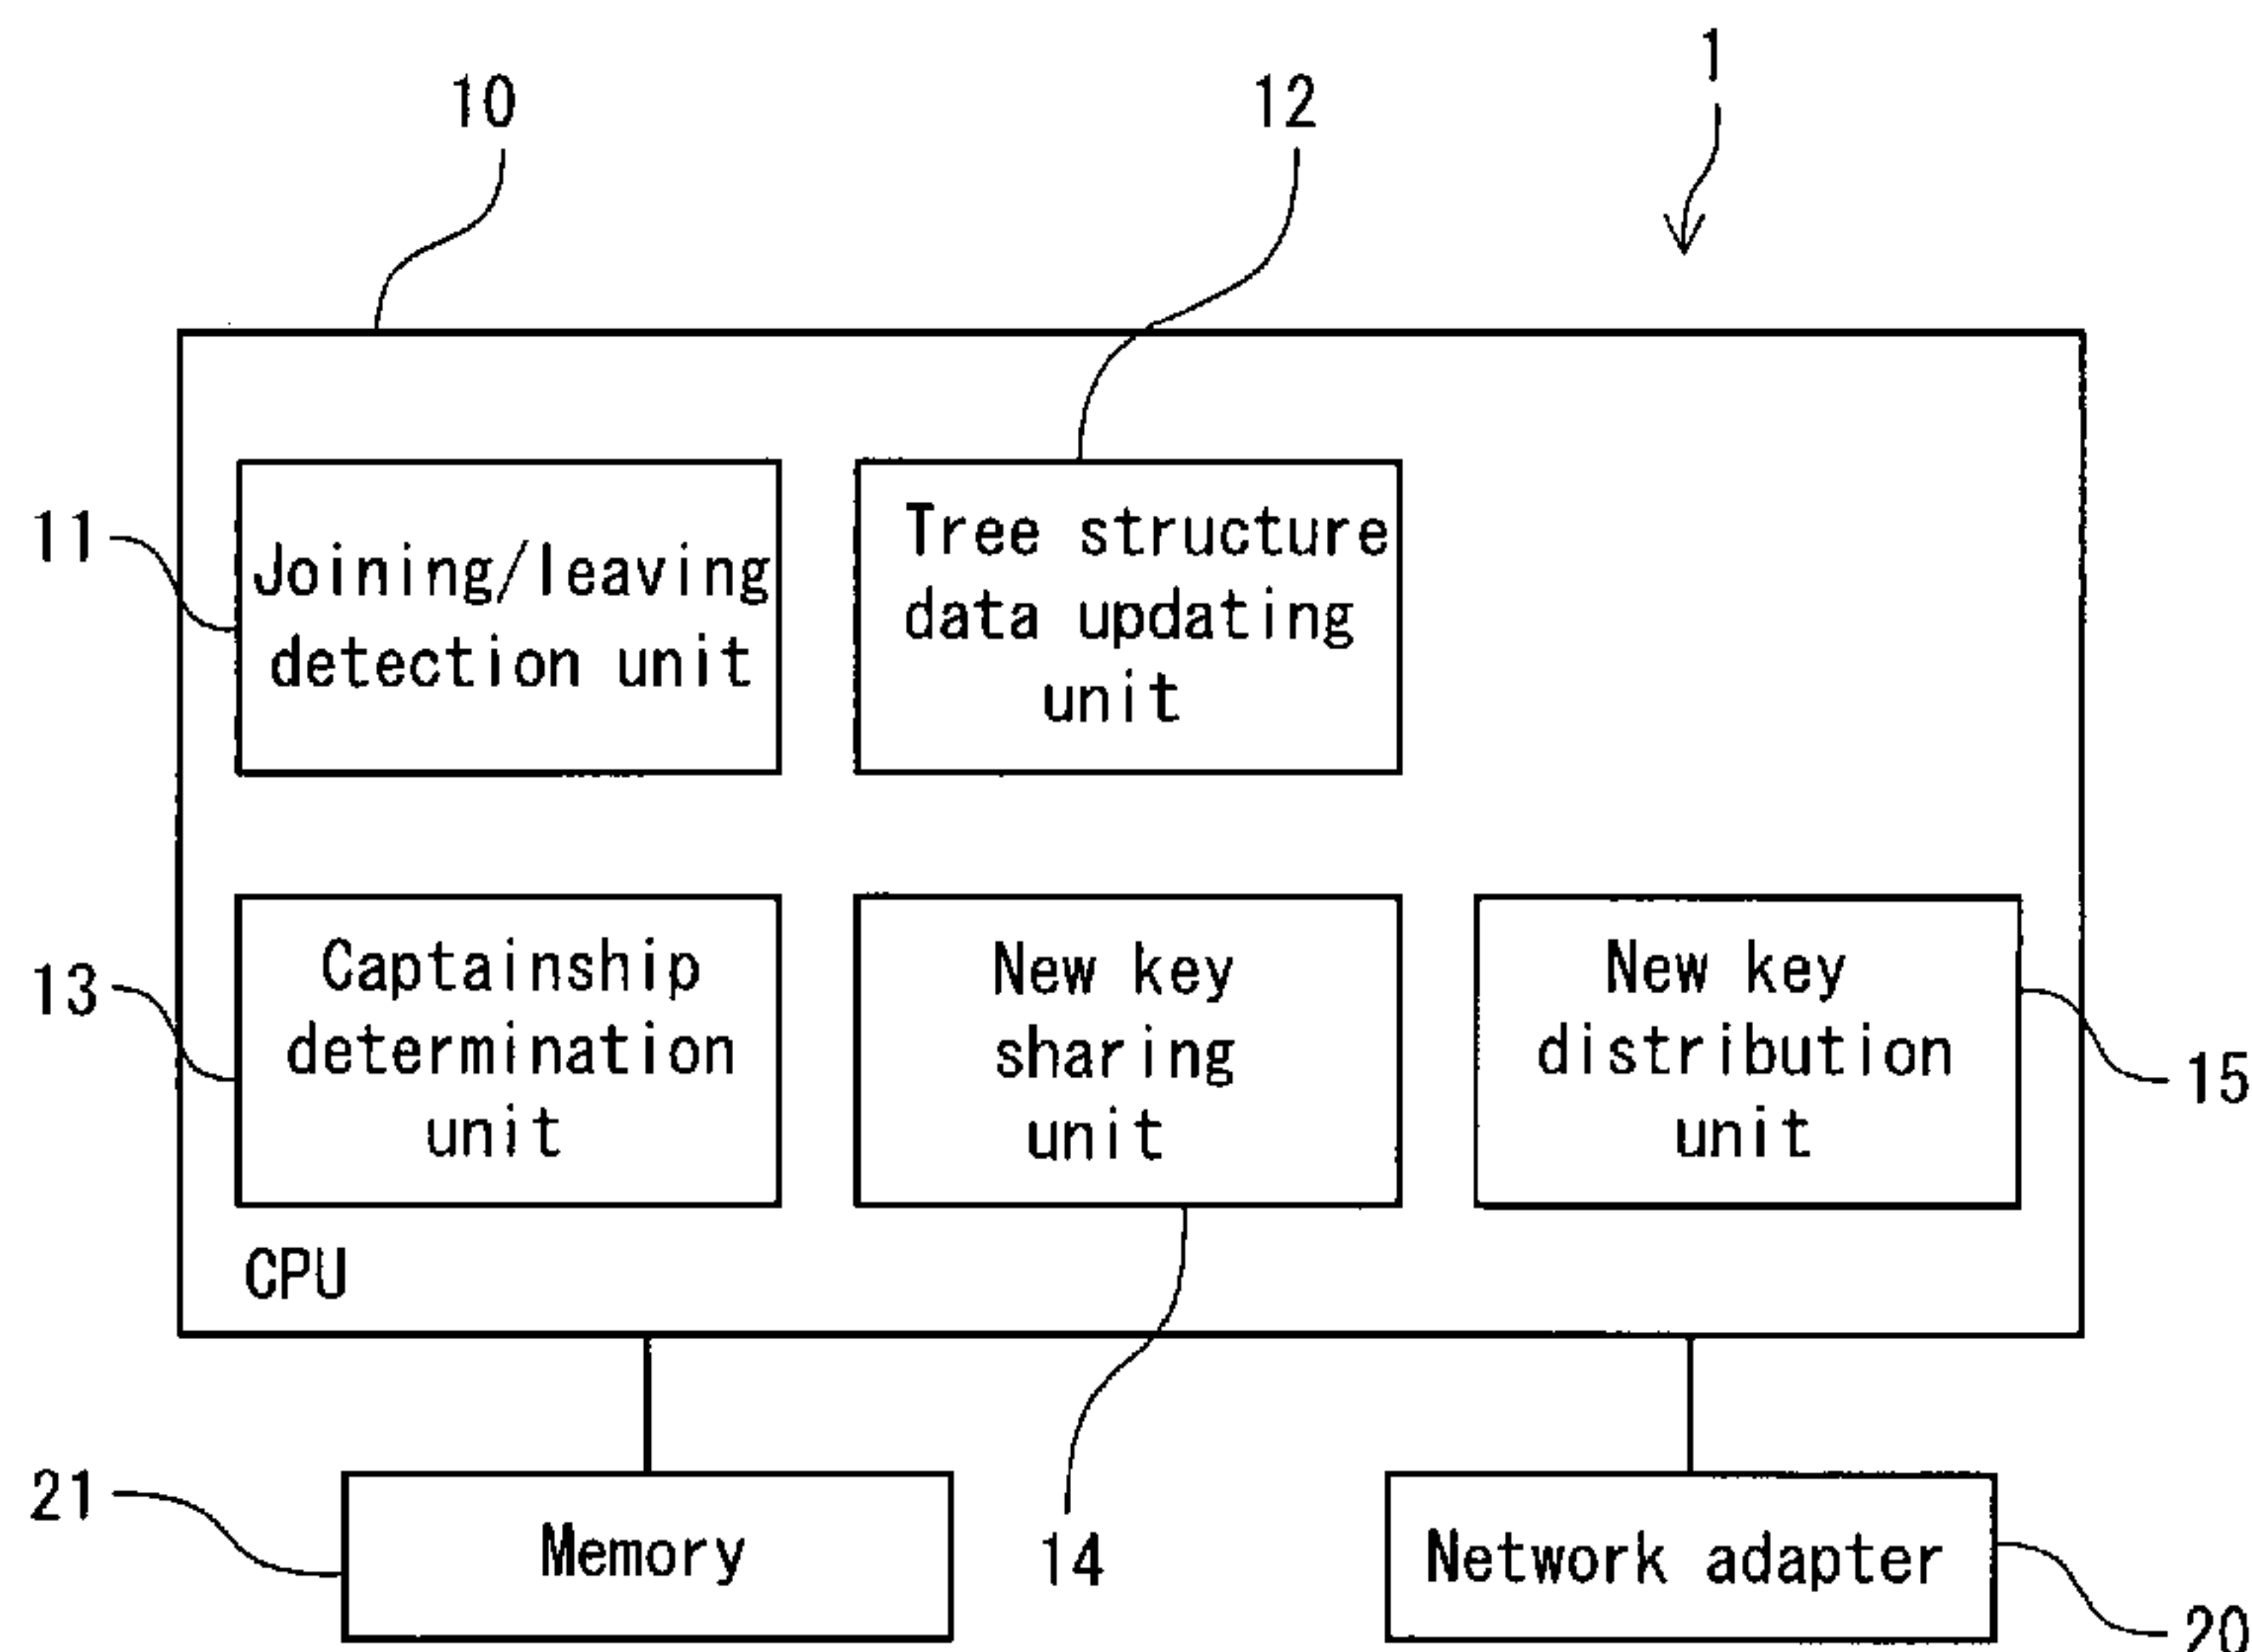 1
10
12
11
Joining/leaving
detection unit
Tree structure
data updating
unit
13
Captainship
determination
unit
New key
sharing
unit
New key
distribution
unit
15
CPU
21
Memory
14
Network adapter
20